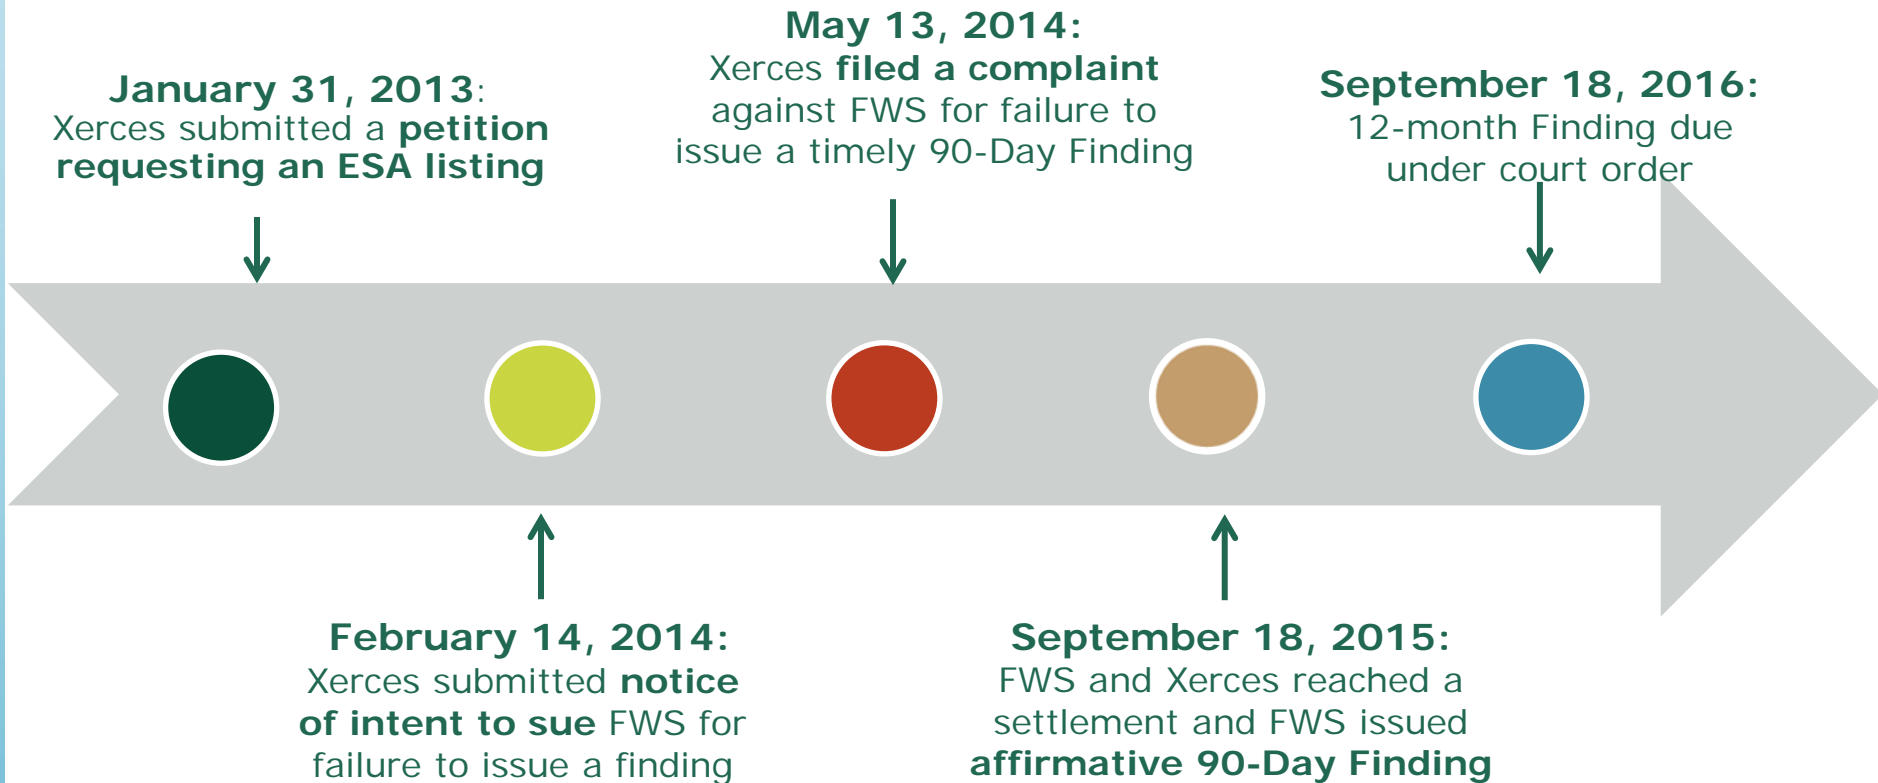 January 31, 2013:
Xerces submitted a petition
requesting an ESA listing
February 14, 2014:
Xerces submitted notice
of intent to sue FWS for
failure to issue a finding
May 13, 2014:
Xerces filed a complaint
against FWS for failure to
issue a timely 90-Day Finding
September 18, 2015:
FWS and Xerces reached a
settlement and FWS issued
affirmative 90-Day Finding
September 18, 2016:
12-month Finding due
under court order